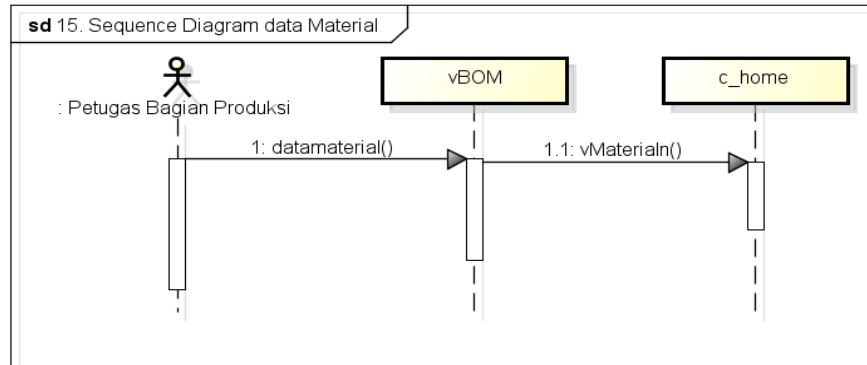 sd 15. Sequence Diagram data Material
vBOM
c_home
: Petugas Bagian Produksi
1: datamaterial()
1.1: vMaterialn()